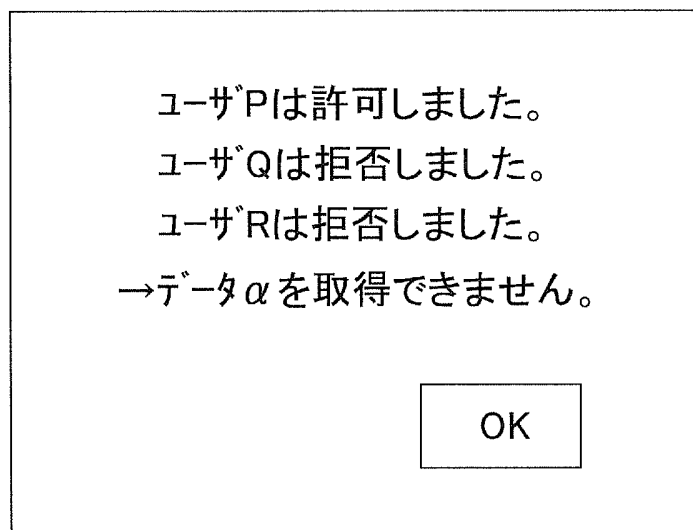 ﾕｰｻﾞPは許可しました。
ﾕｰｻﾞQは拒否しました。
ﾕｰｻﾞRは拒否しました。
→ﾃﾞｰﾀαを取得できません。
OK